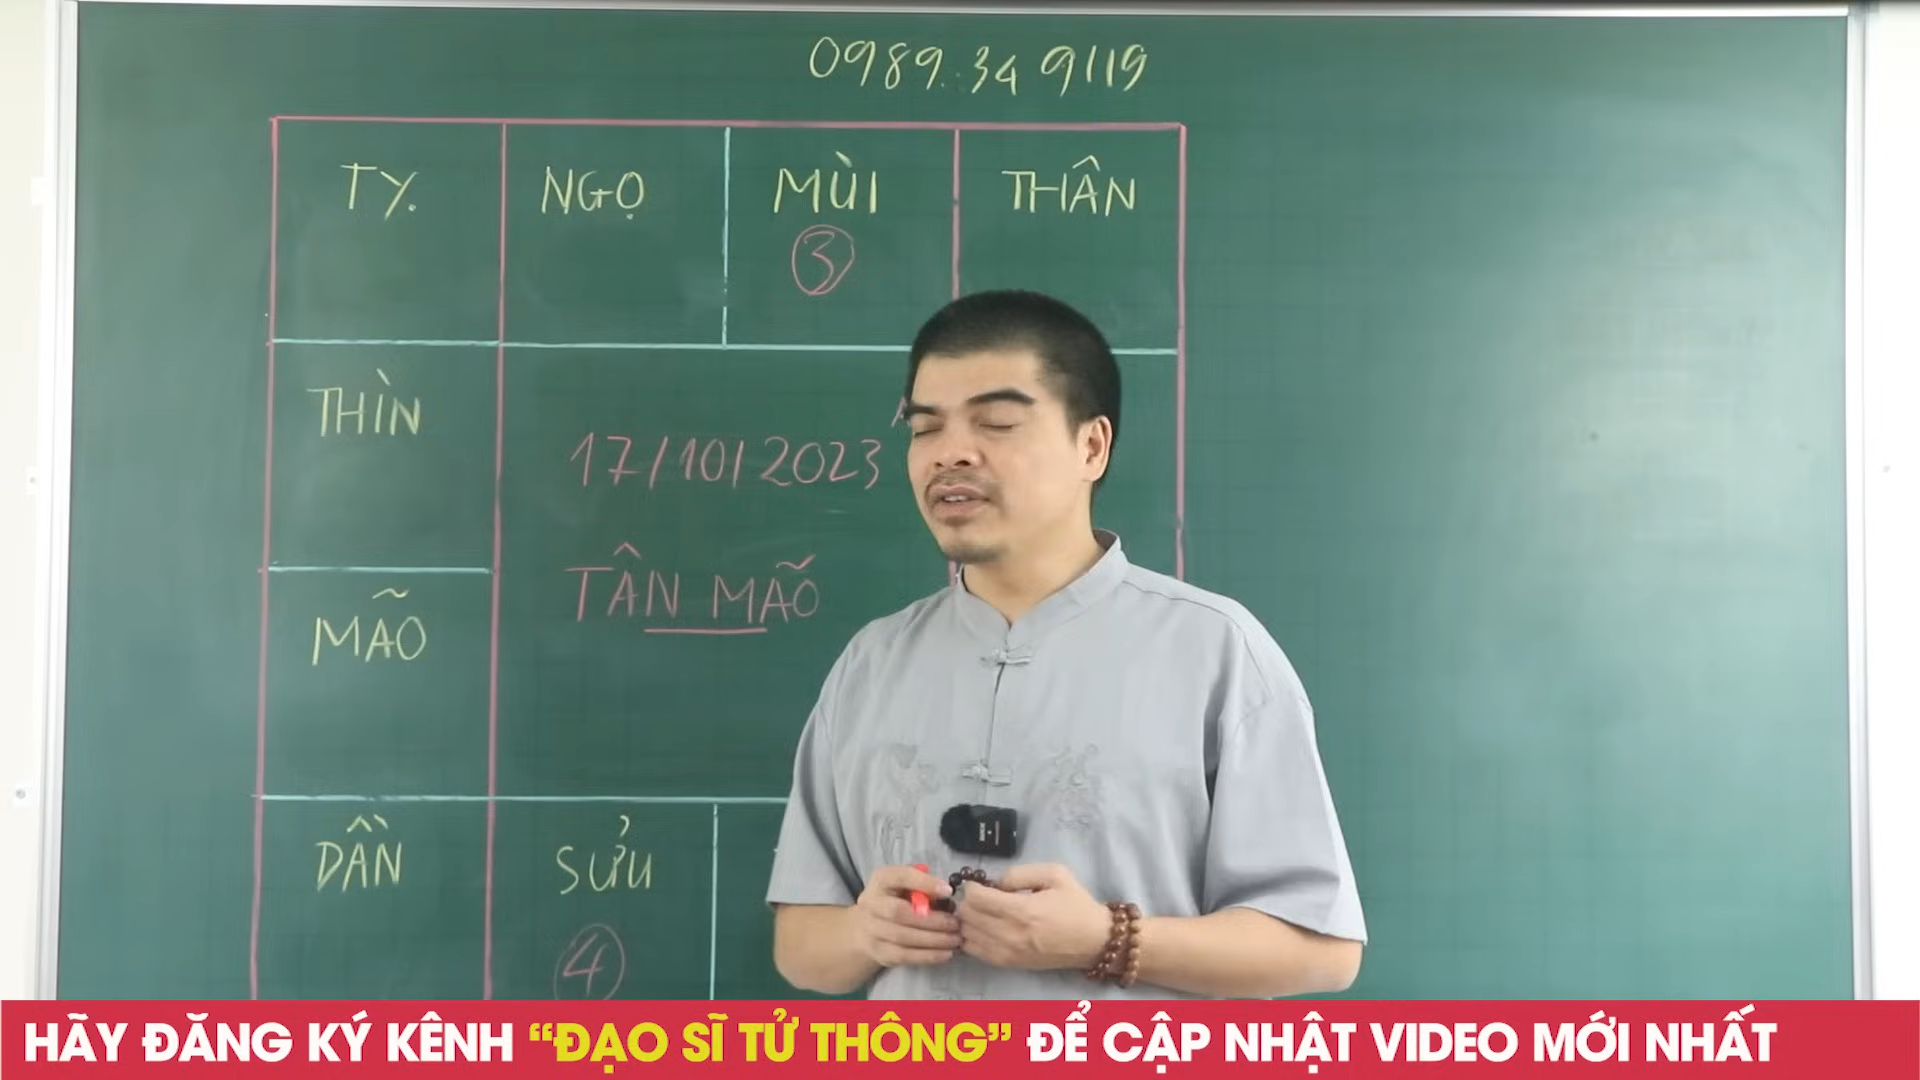 0989.34 9119
TỴ.
NGỌ
MÙI
THÂN
③
THÌN
17/10/2023
TÂN MÃO
MÃO
DẦN
SỬU
④
HÃY ĐĂNG KÝ KÊNH “ĐẠO SĨ TỬ THÔNG” ĐỂ CẬP NHẬT VIDEO MỚI NHẤT